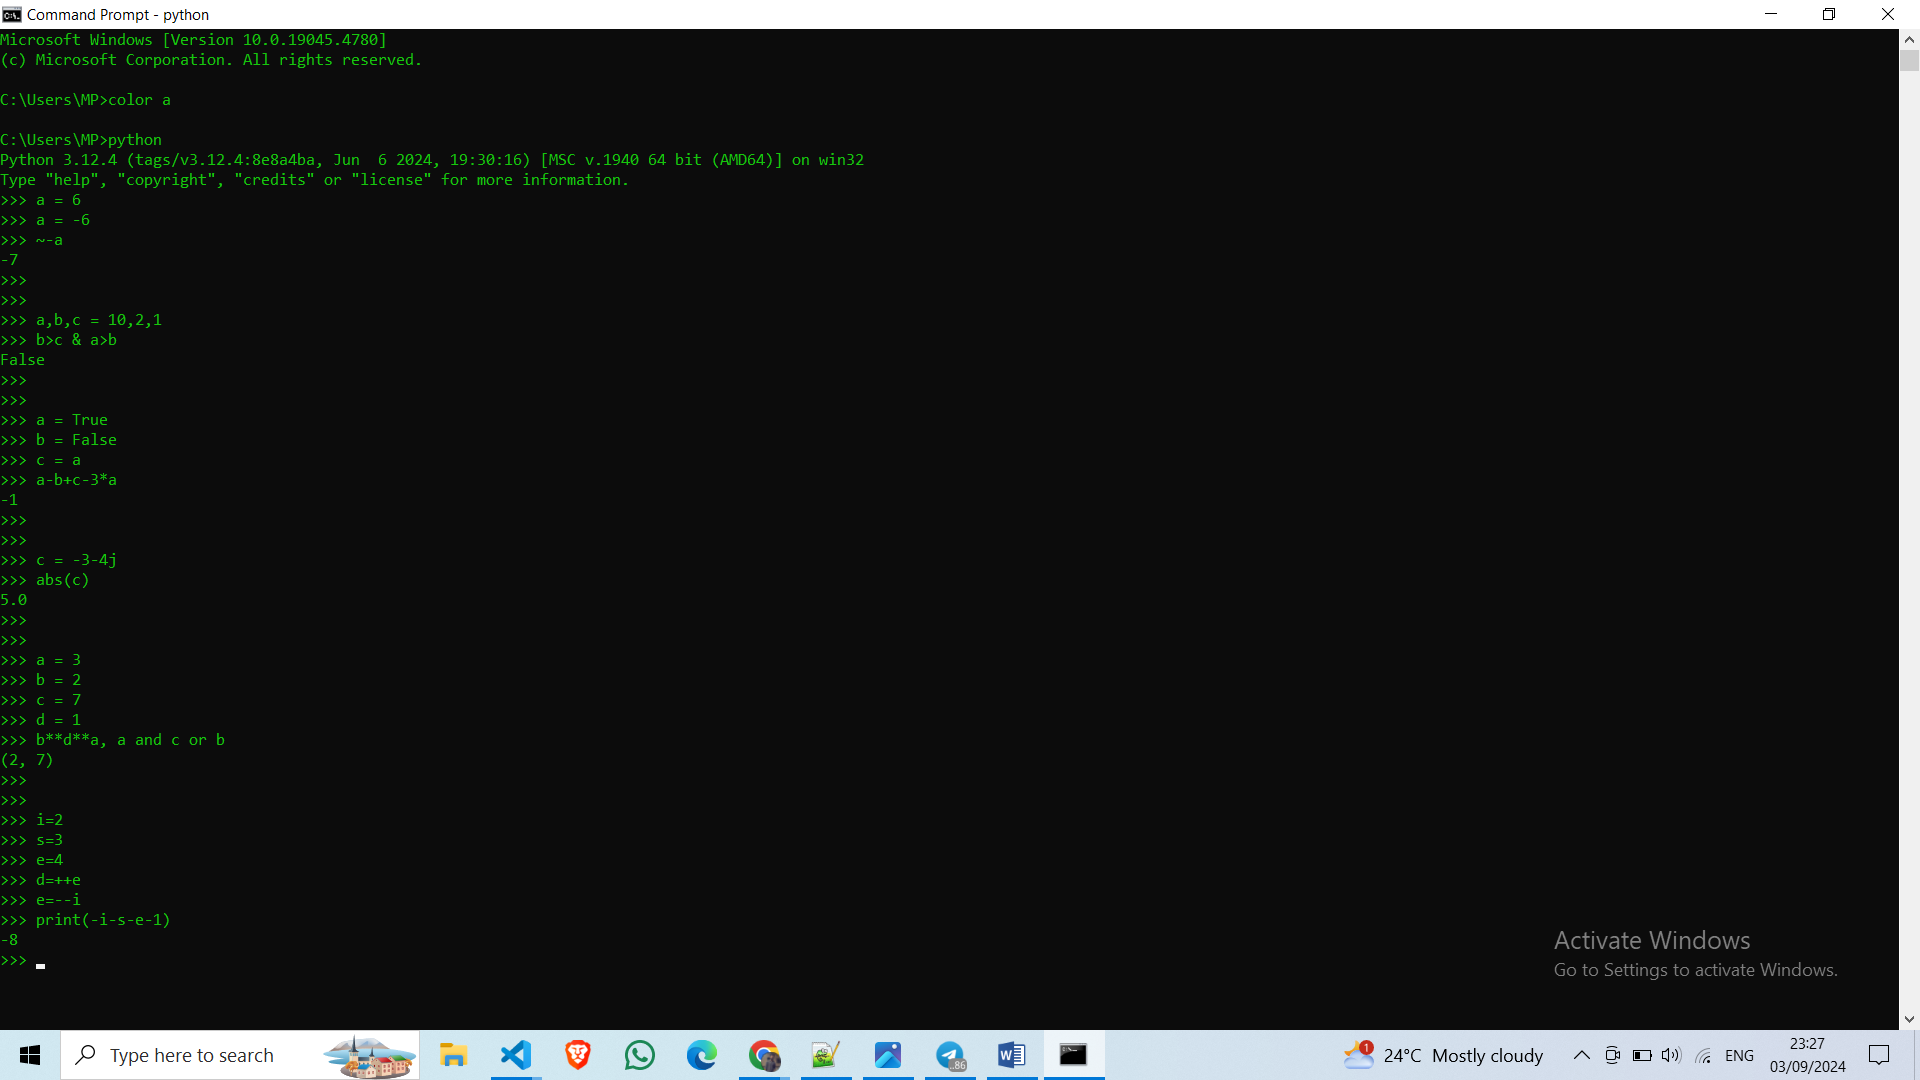 Command Prompt - python
Microsoft Windows [Version 10.0.19045.4780]
(c) Microsoft Corporation. All rights reserved.
C:\Users\MP>color a
C:\Users\MP>python
Python 3.12.4 (tags/v3.12.4:8e8a4ba, Jun  6 2024, 19:30:16) [MSC v.1940 64 bit (AMD64)] on win32
Type "help", "copyright", "credits" or "license" for more information.
>>> a = 6
>>> a = -6
>>> ~-a
-7
>>>
>>>
>>> a,b,c = 10,2,1
>>> b>c & a>b
False
>>>
>>>
>>> a = True
>>> b = False
>>> c = a
>>> a-b+c-3*a
-1
>>>
>>>
>>> c = -3-4j
>>> abs(c)
5.0
>>>
>>>
>>> a = 3
>>> b = 2
>>> c = 7
>>> d = 1
>>> b**d**a, a and c or b
(2, 7)
>>>
>>>
>>> i=2
>>> s=3
>>> e=4
>>> d=++e
>>> e=--i
>>> print(-i-s-e-1)
-8
>>>
Activate Windows
Go to Settings to activate Windows.
Type here to search
..86
1
24°C Mostly cloudy
ENG
23:27
03/09/2024